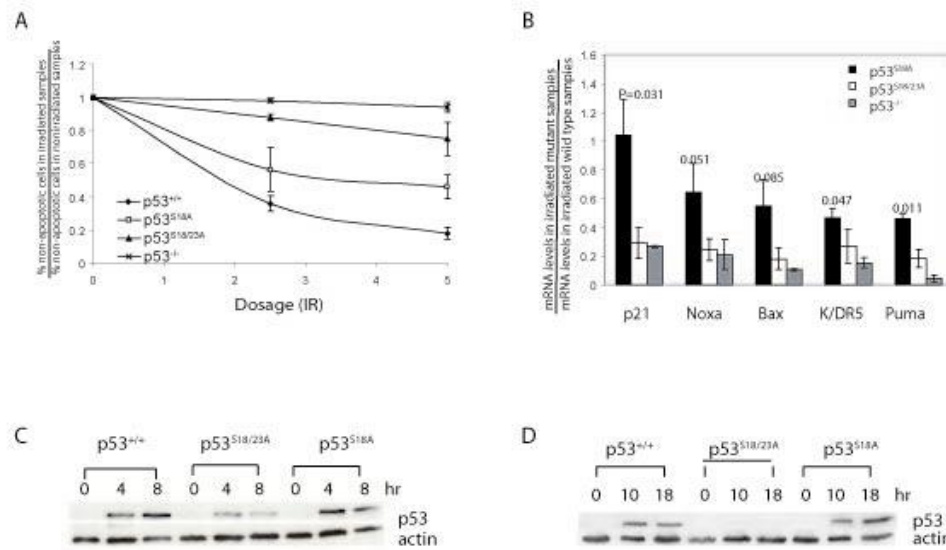 A
% non-apoptotic cells in irradiated samples
% non-apoptotic cells in nonirradiated samples
1
0.8
0.6
0.4
0.2
0
0 1 2 3 4 5
Dosage (IR)
p53+/+
p53S18A
p53S18/23A
p53-/-
B
mRNA levels in irradiated mutant samples
mRNA levels in irradiated wild type samples
1.6
1.4
1.2
1
0.8
0.6
0.4
0.2
0
p53S18A
p53S18/23A
p53-/-
P=0.031
0.051
0.085
0.047
0.011
p21 Noxa Bax K/DR5 Puma
C
p53+/+ p53S18/23A p53S18A
0 4 8 0 4 8 0 4 8 hr
p53
actin
D
p53+/+ p53S18/23A p53S18A
0 10 18 0 10 18 0 10 18 hr
p53
actin